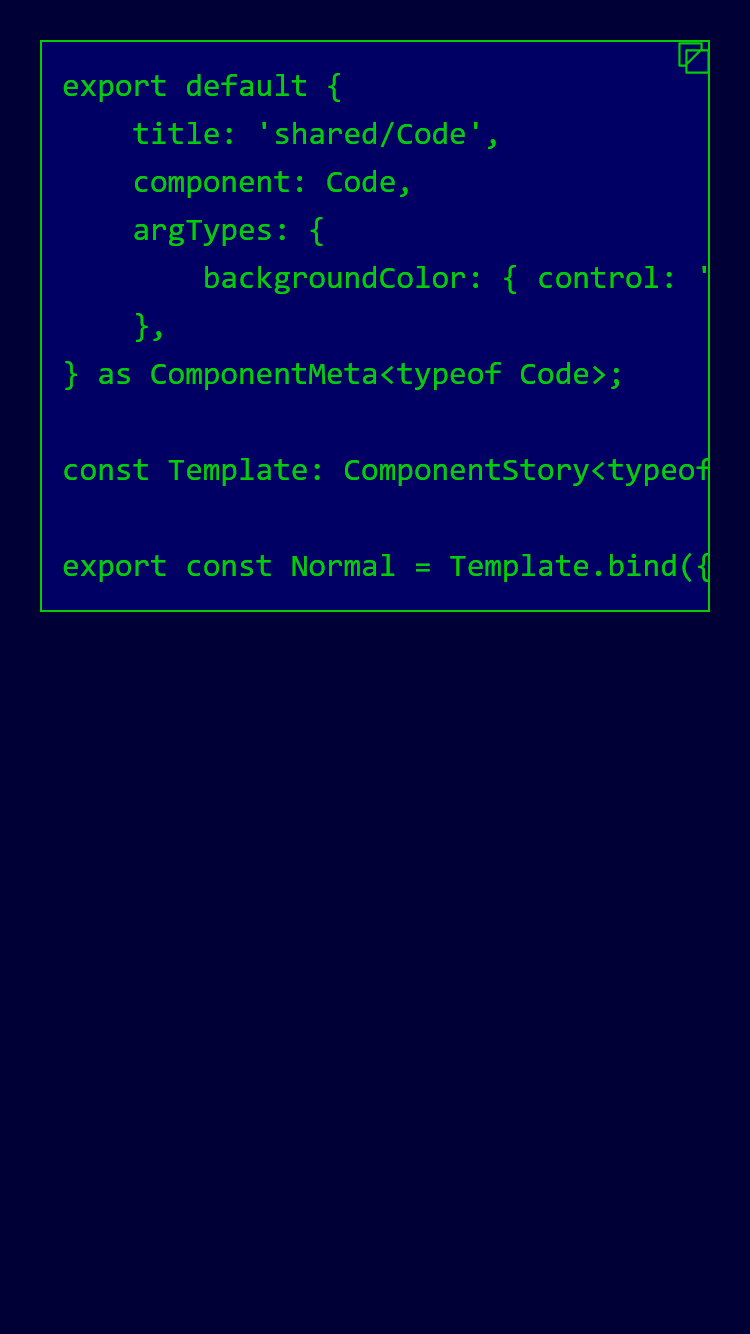 export default {
    title: 'shared/Code',
    component: Code,
    argTypes: {
        backgroundColor: { control: '
    },
} as ComponentMeta<typeof Code>;

const Template: ComponentStory<typeof

export const Normal = Template.bind({